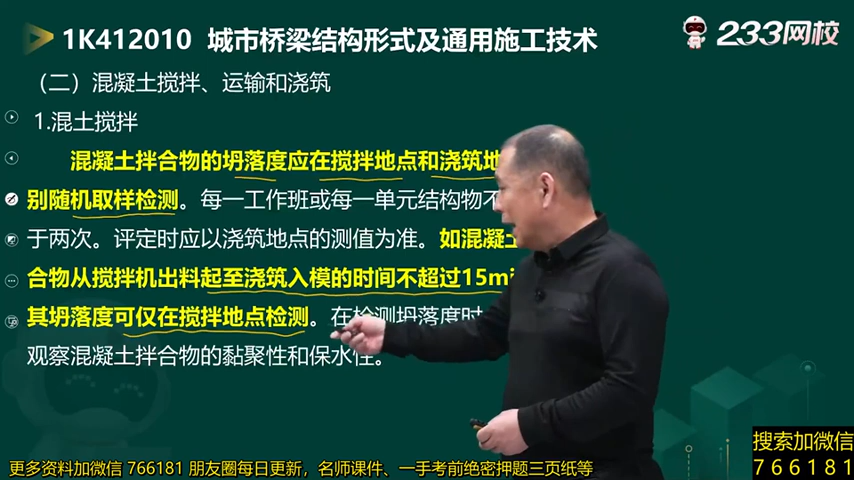 1K412010 城市桥梁结构形式及通用施工技术
233网校
（二）混凝土搅拌、运输和浇筑
1.混土搅拌
混凝土拌合物的坍落度应在搅拌地点和浇筑地
别随机取样检测。每一工作班或每一单元结构物不
于两次。评定时应以浇筑地点的测值为准。如混凝土
合物从搅拌机出料起至浇筑入模的时间不超过15mi
其坍落度可仅在搅拌地点检测。在检测坍落度时
观察混凝土拌合物的黏聚性和保水性。
搜索加微信
766181
更多资料加微信 766181 朋友圈每日更新，名师课件、一手考前绝密押题三页纸等